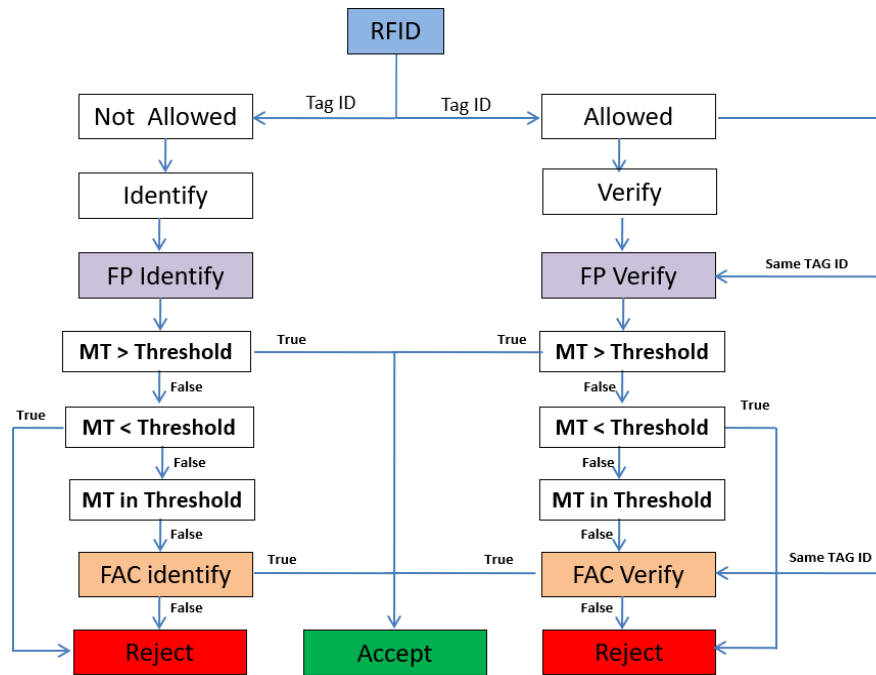 RFID
Tag ID
Tag ID
Not Allowed
Allowed
Identify
Verify
FP Identify
FP Verify
Same TAG ID
MT > Threshold
True
True
MT > Threshold
False
False
True
MT < Threshold
MT < Threshold
True
False
False
MT in Threshold
MT in Threshold
False
False
FAC identify
True
True
FAC Verify
Same TAG ID
False
False
Reject
Accept
Reject